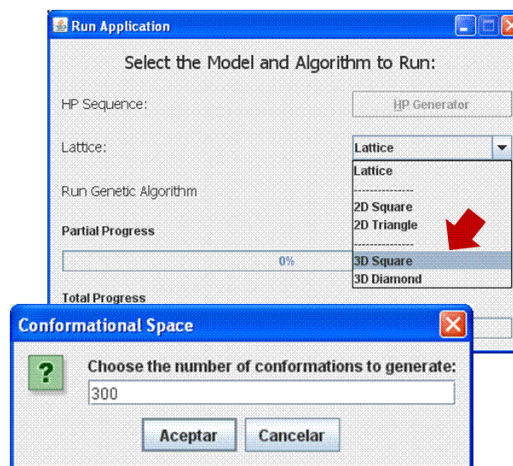 Run Application
Select the Model and Algorithm to Run:
HP Sequence:
HP Generator
Lattice:
Lattice
Lattice
---------------
2D Square
2D Triangle
---------------
3D Square
3D Diamond
Run Genetic Algorithm
Partial Progress
0%
Total Progress
Conformational Space
?
Choose the number of conformations to generate:
300
Aceptar
Cancelar